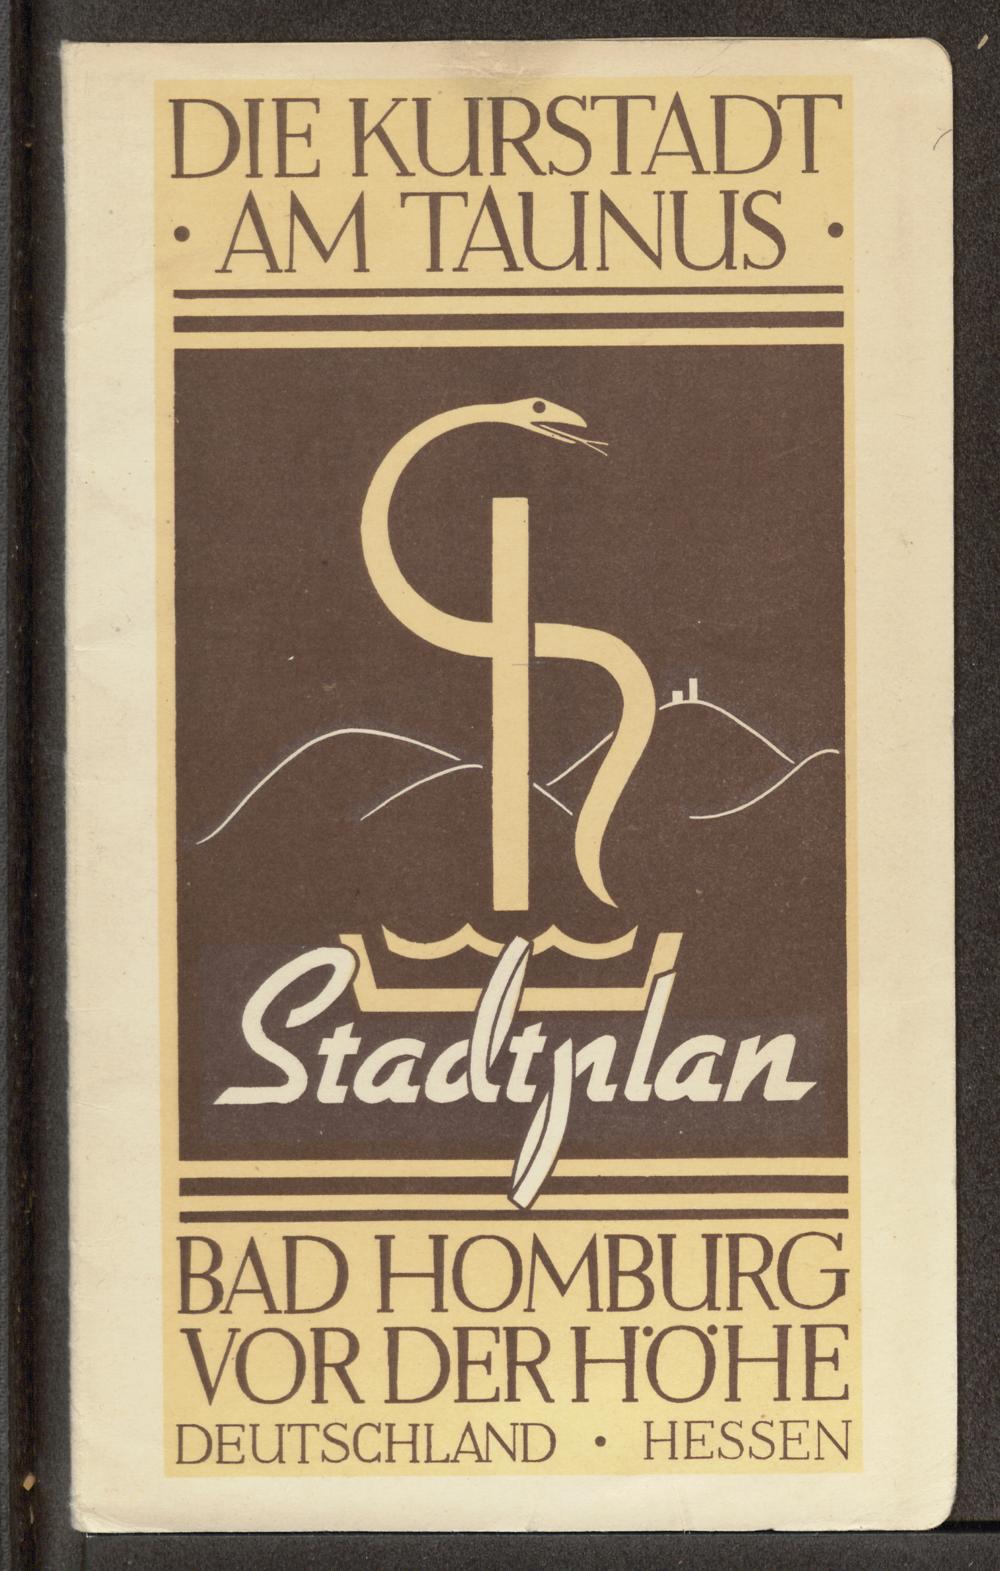 DIE KURSTADT
• AM TAUNUS •
Stadtplan
BAD HOMBURG
VOR DER HÖHE
DEUTSCHLAND • HESSEN